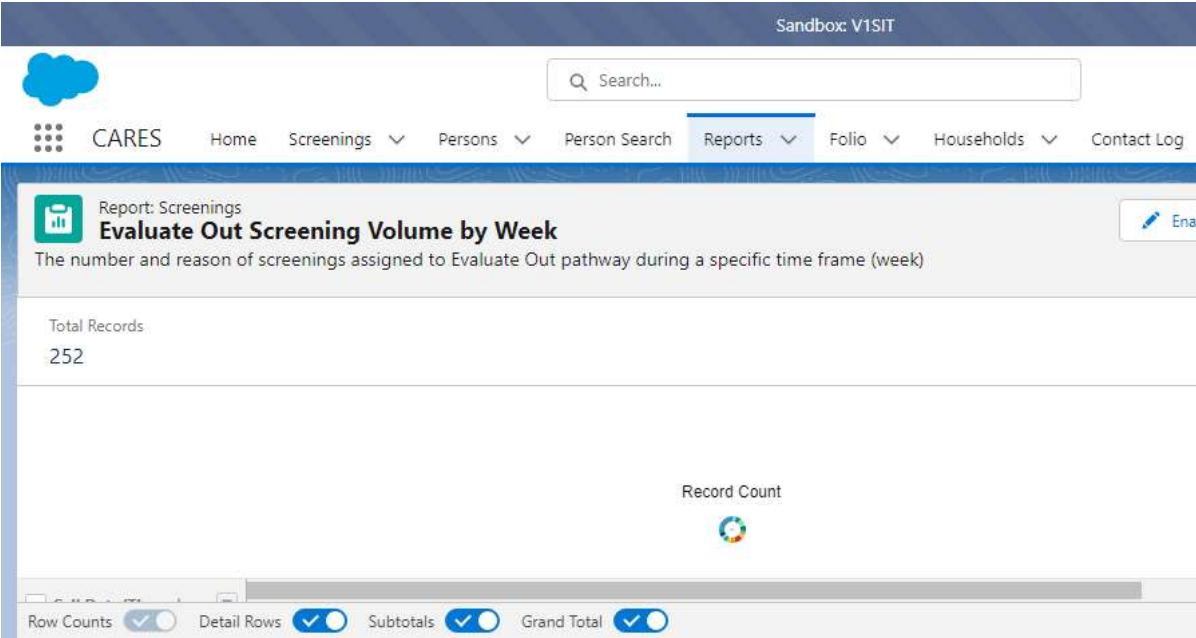 Sandbox: V1SIT
Search...
CARES Home Screenings Persons Person Search Reports Folio Households Contact Log
Report: Screenings
Evaluate Out Screening Volume by Week
Ena
The number and reason of screenings assigned to Evaluate Out pathway during a specific time frame (week)
Total Records
252
Record Count
Row Counts Detail Rows Subtotals Grand Total